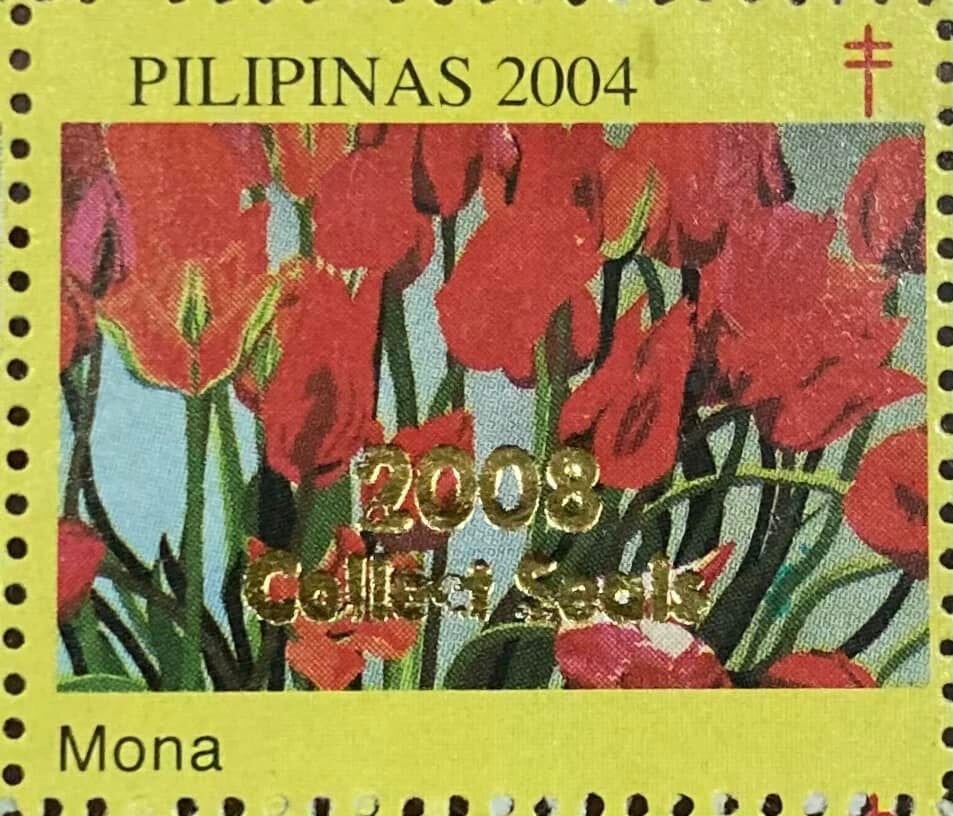 PILIPINAS 2004
2008
Collect Seals
Mona